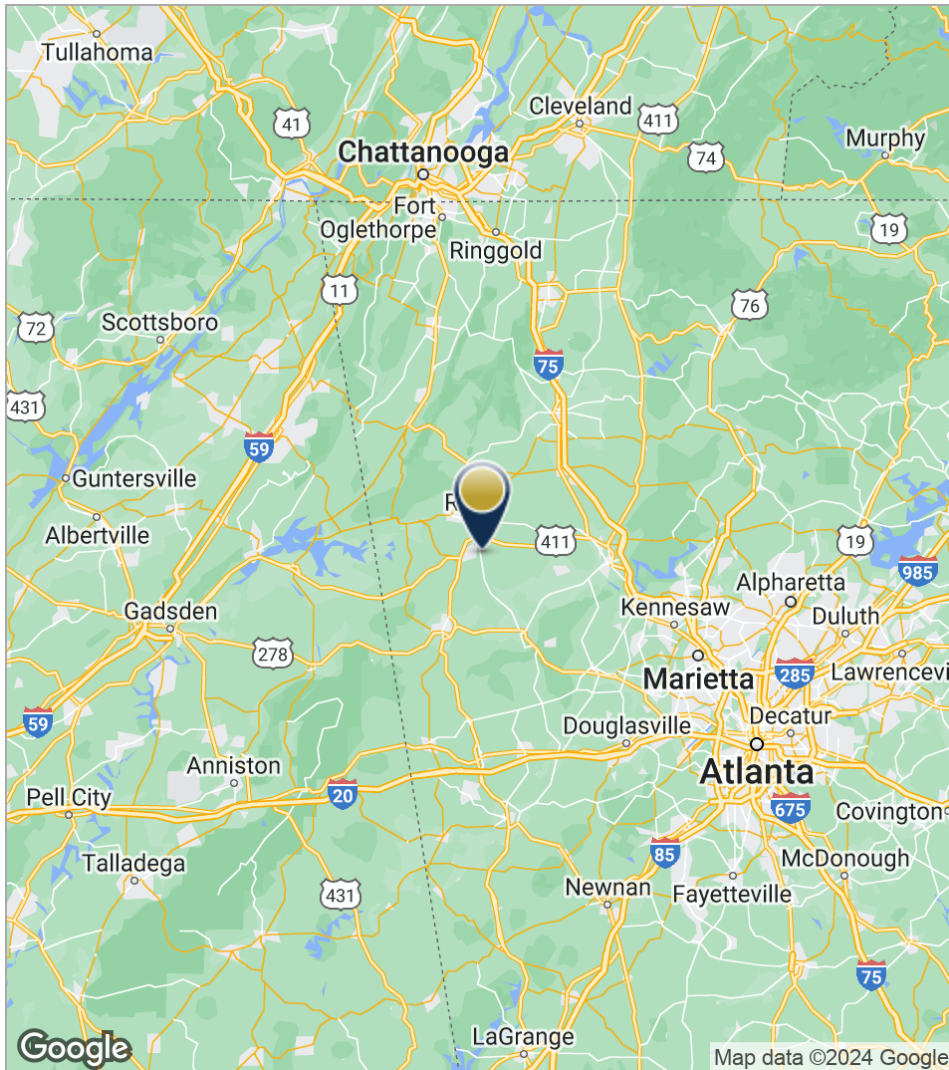 Tullahoma
Cleveland
41
411
Chattanooga
74
Murphy
Fort
Oglethorpe
19
Ringgold
11
76
72
Scottsboro
75
431
59
Guntersville
R
Albertville
411
19
985
Alpharetta
Gadsden
Kennesaw
Duluth
278
Marietta
285
Lawrencevi
59
Douglasville
Decatur
Anniston
Atlanta
20
Pell City
675
Covington
85
McDonough
Talladega
431
Newnan
Fayetteville
75
LaGrange
Google
Map data ©2024 Google